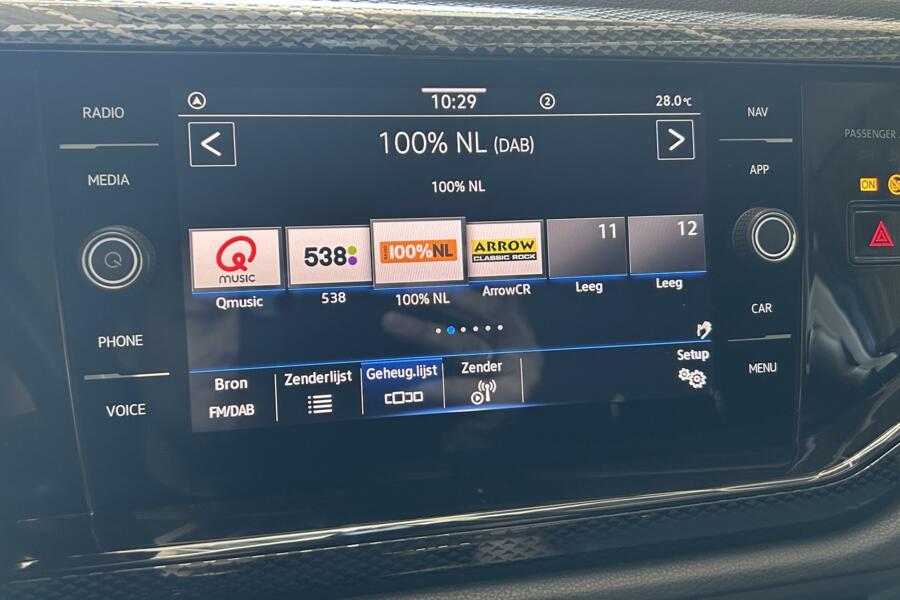 RADIO
MEDIA
PHONE
VOICE
10:29
2
28.0°C
100% NL (DAB)
100% NL
Q
MUSIC
538
RADIO 100%NL
ARROW
CLASSIC ROCK
11
12
Qmusic
538
100% NL
ArrowCR
Leeg
Leeg
Setup
Bron
FM/DAB
Zenderlijst
Geheug.lijst
Zender
NAV
APP
CAR
MENU
PASSENGER
ON